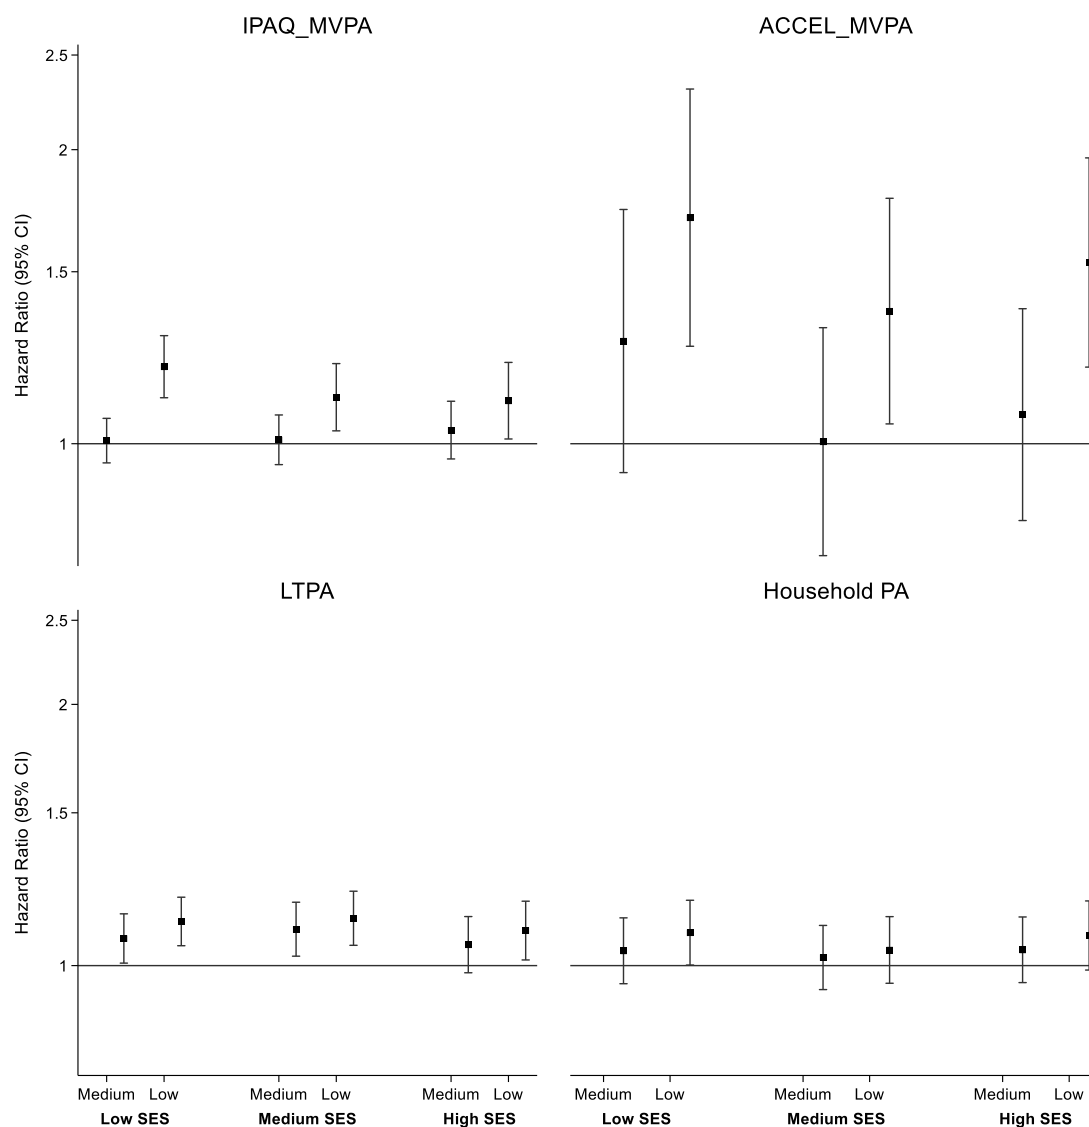 IPAQ_MVPA
ACCEL_MVPA
2.5
2
1.5
1
Hazard Ratio (95% CI)
LTPA
Household PA
2.5
2
1.5
1
Hazard Ratio (95% CI)
Medium Low Medium Low Medium Low Medium Low Medium Low Medium Low
Low SES Medium SES High SES Low SES Medium SES High SES